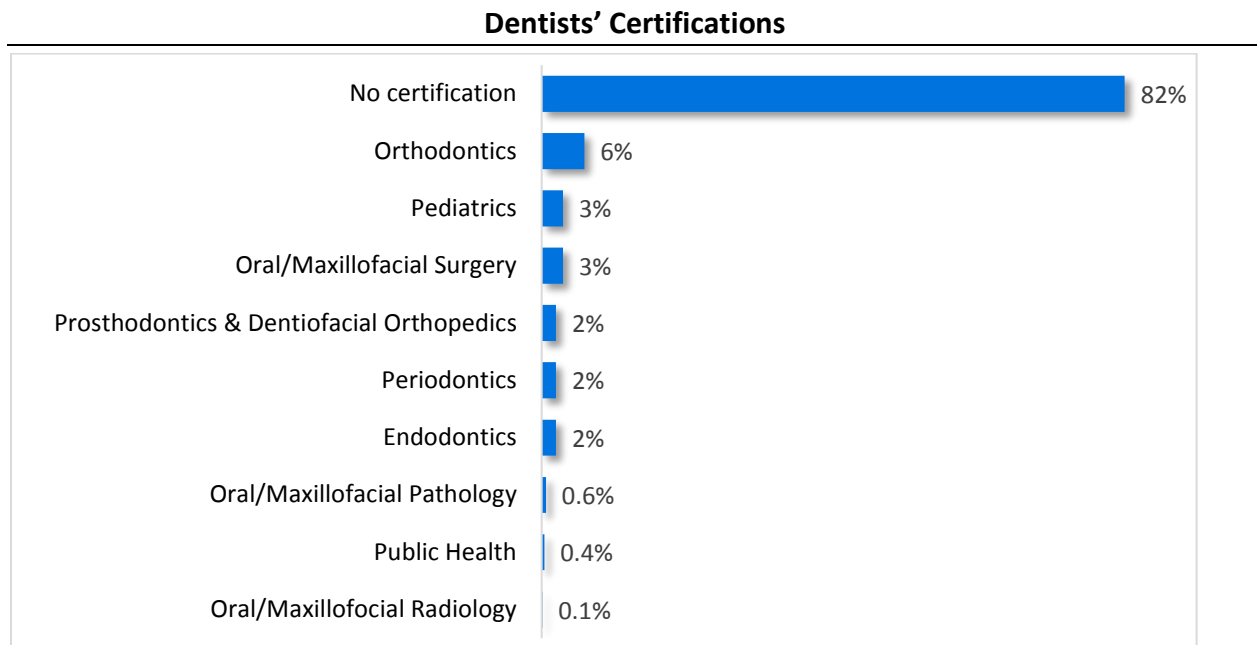 Dentists’ Certifications
No certification 82%
Orthodontics 6%
Pediatrics 3%
Oral/Maxillofacial Surgery 3%
Prosthodontics & Dentiofacial Orthopedics 2%
Periodontics 2%
Endodontics 2%
Oral/Maxillofacial Pathology 0.6%
Public Health 0.4%
Oral/Maxillofocial Radiology 0.1%